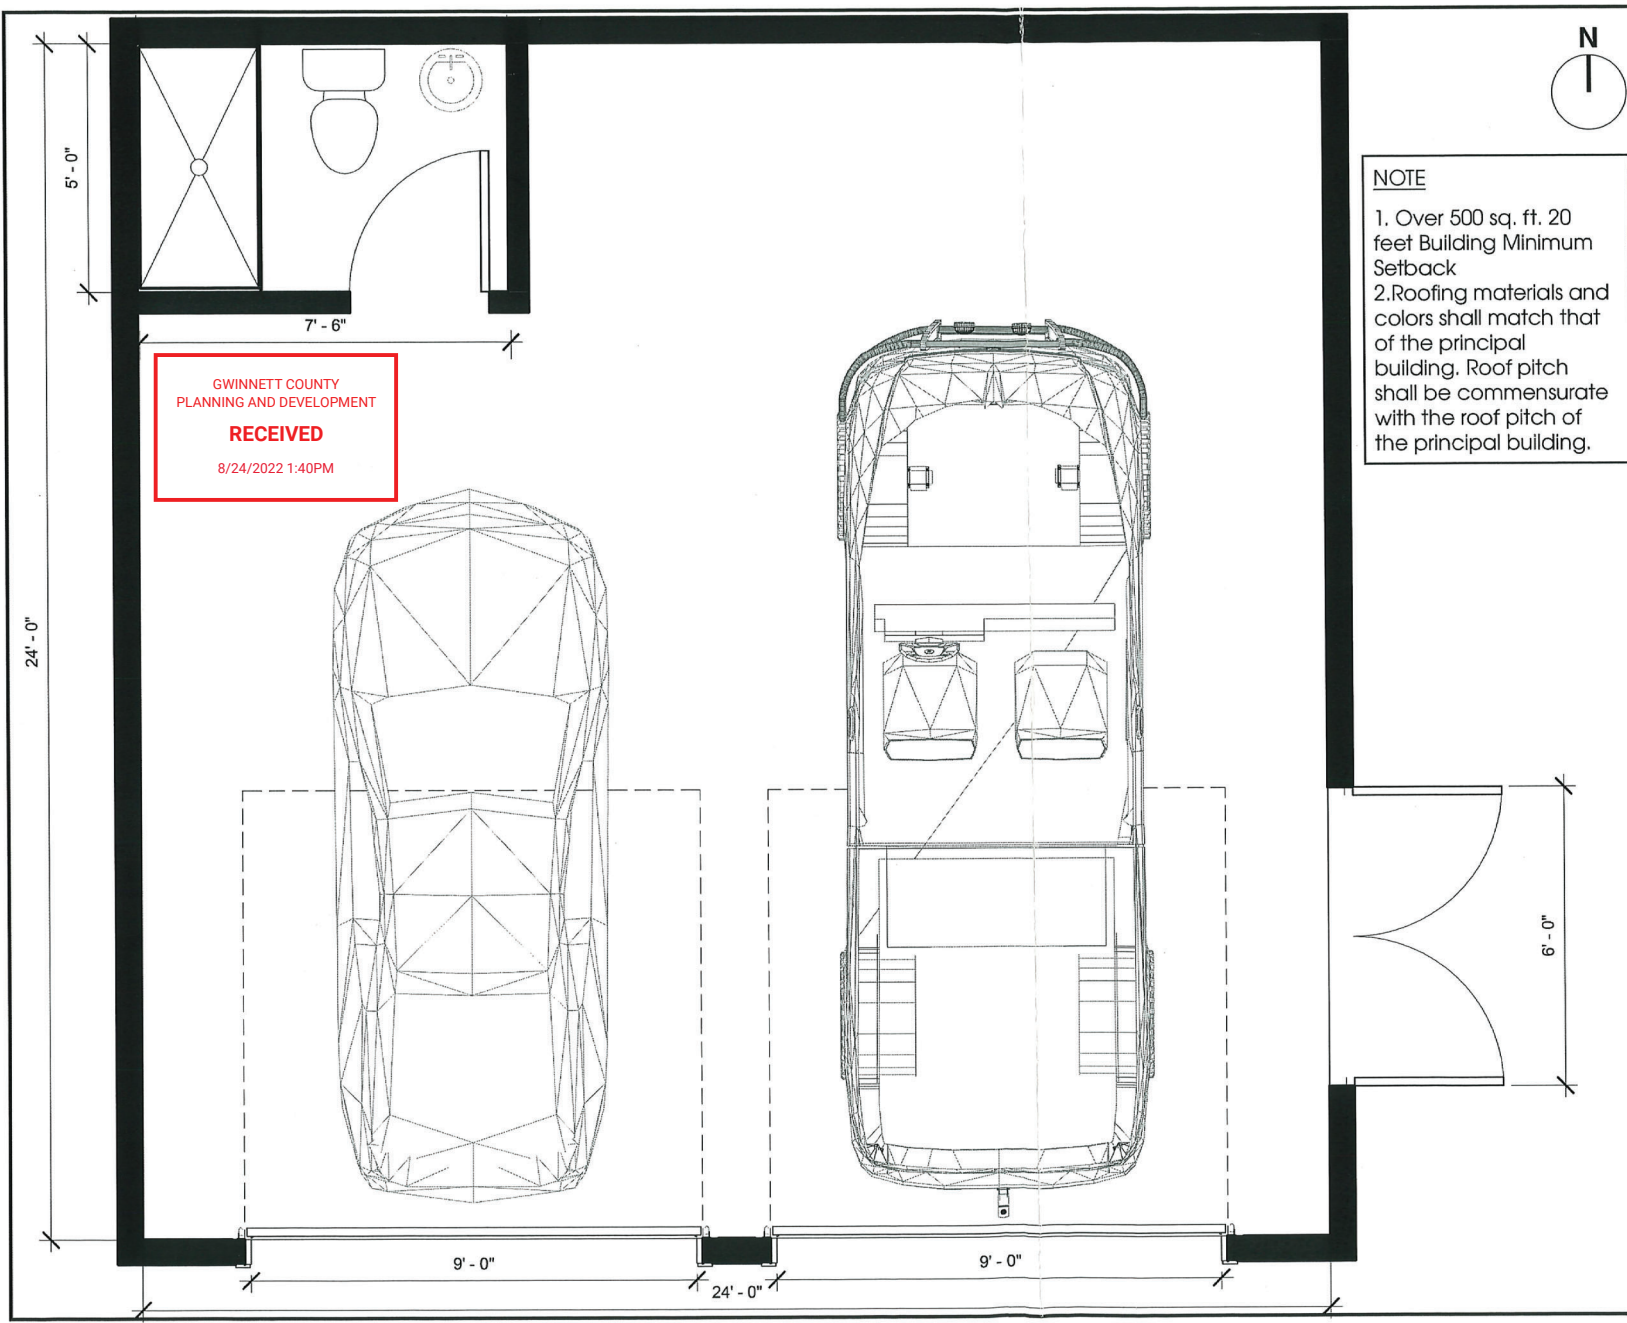 N
5' - 0"
NOTE
1. Over 500 sq. ft. 20
feet Building Minimum
Setback
2.Roofing materials and
colors shall match that
of the principal
building. Roof pitch
shall be commensurate
with the roof pitch of
the principal building.
7' - 6"
GWINNETT COUNTY
PLANNING AND DEVELOPMENT
RECEIVED
8/24/2022 1:40PM
24' - 0"
6' - 0"
9' - 0"
9' - 0"
24' - 0"